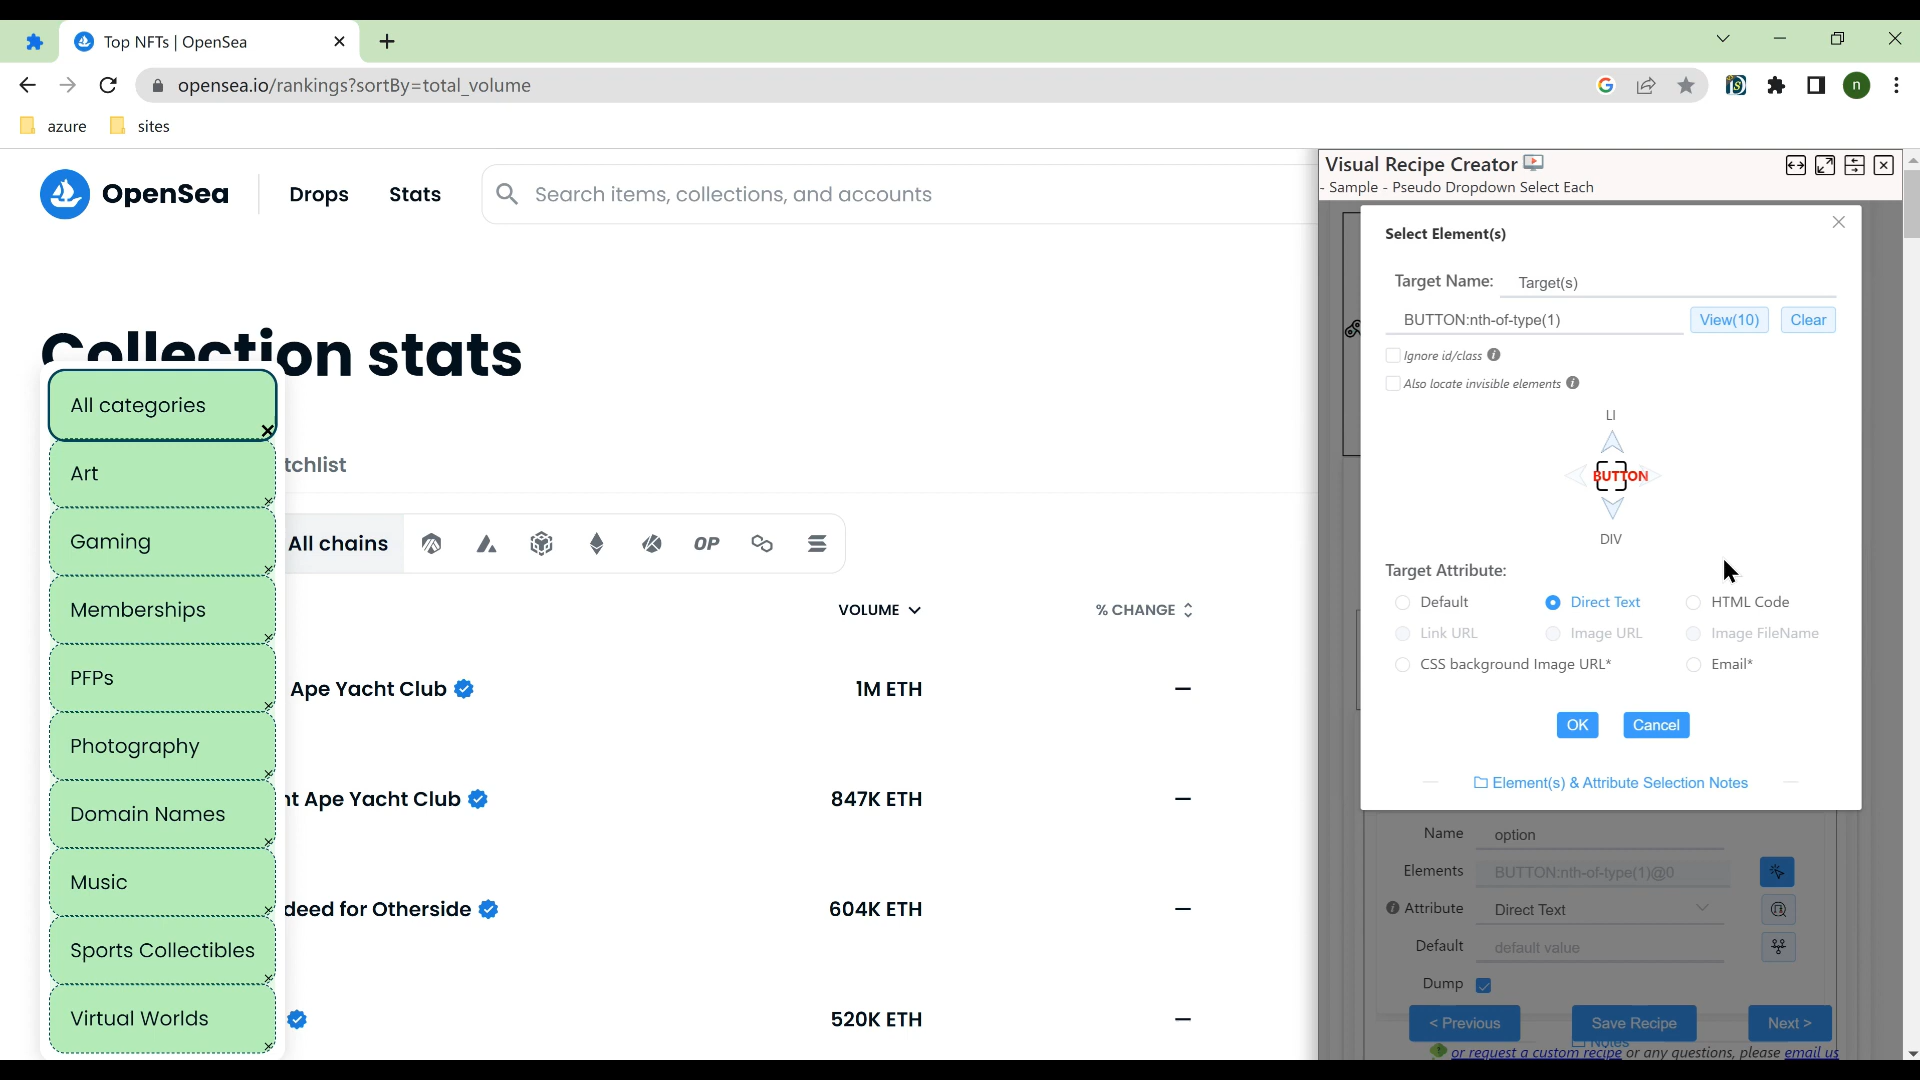 Top NFTs | OpenSea
opensea.io/rankings?sortBy=total_volume
n
azure
sites
OpenSea
Drops
Stats
Search items, collections, and accounts
Collection stats
All categories
Art
Gaming
Memberships
PFPs
Photography
Domain Names
Music
Sports Collectibles
Virtual Worlds
tchlist
All chains
OP
VOLUME
% CHANGE
Ape Yacht Club
1M ETH
—
nt Ape Yacht Club
847K ETH
—
deed for Otherside
604K ETH
—
520K ETH
—
Visual Recipe Creator
- Sample - Pseudo Dropdown Select Each
Select Element(s)
Target Name:
Target(s)
BUTTON:nth-of-type(1)
View(10)
Clear
Ignore id/class
Also locate invisible elements
LI
BUTTON
DIV
Target Attribute:
Default
Direct Text
HTML Code
Link URL
Image URL
Image FileName
CSS background Image URL*
Email*
OK
Cancel
Element(s) & Attribute Selection Notes
Name
option
Elements
BUTTON:nth-of-type(1)@0
Attribute
Direct Text
Default
default value
Dump
< Previous
Save Recipe
Next >
Notes
or request a custom recipe or any questions, please email us